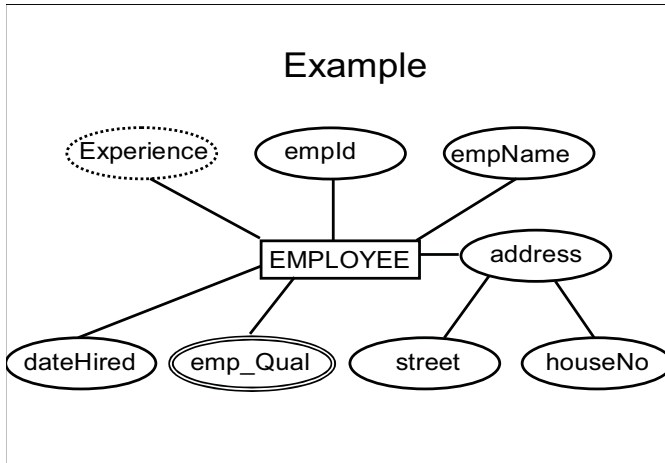 Example
Experience
empId
empName
EMPLOYEE
address
dateHired
emp_Qual
street
houseNo